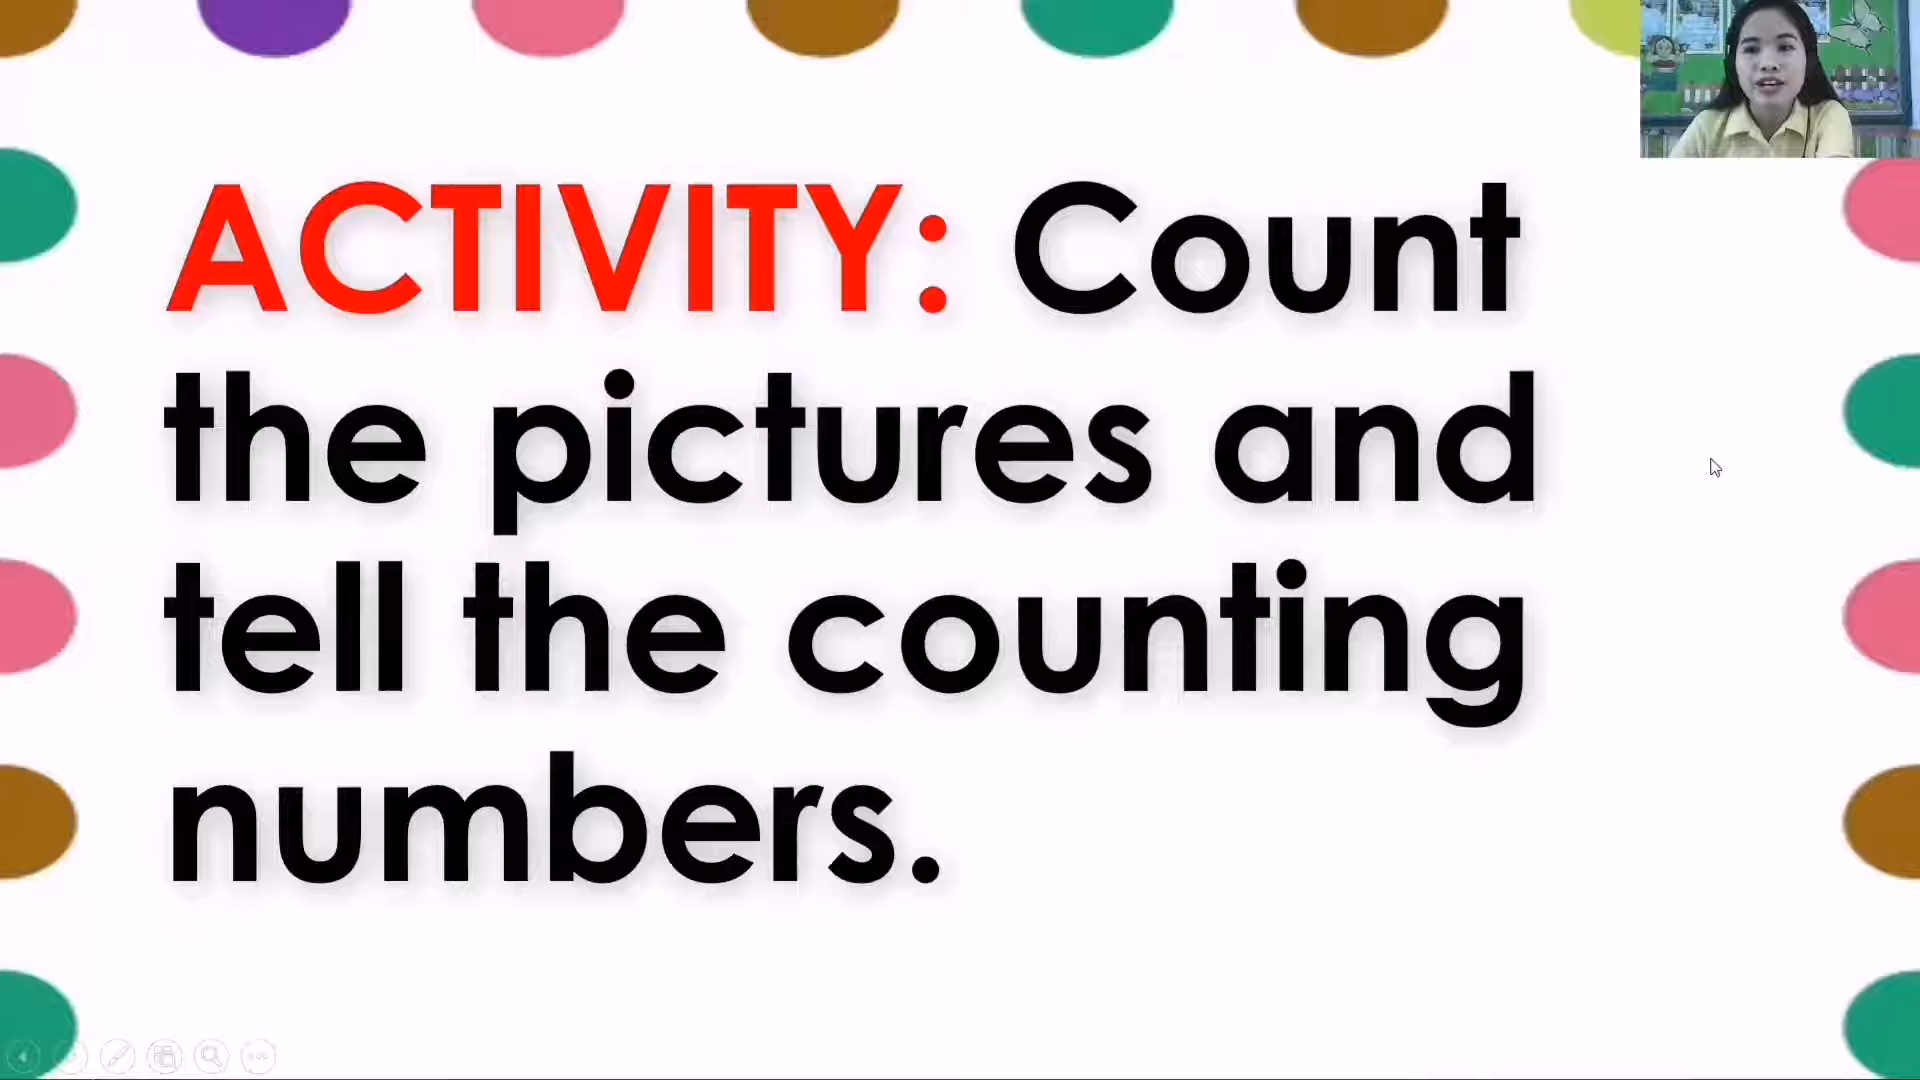 ACTIVITY: Count
the pictures and
tell the counting
numbers.